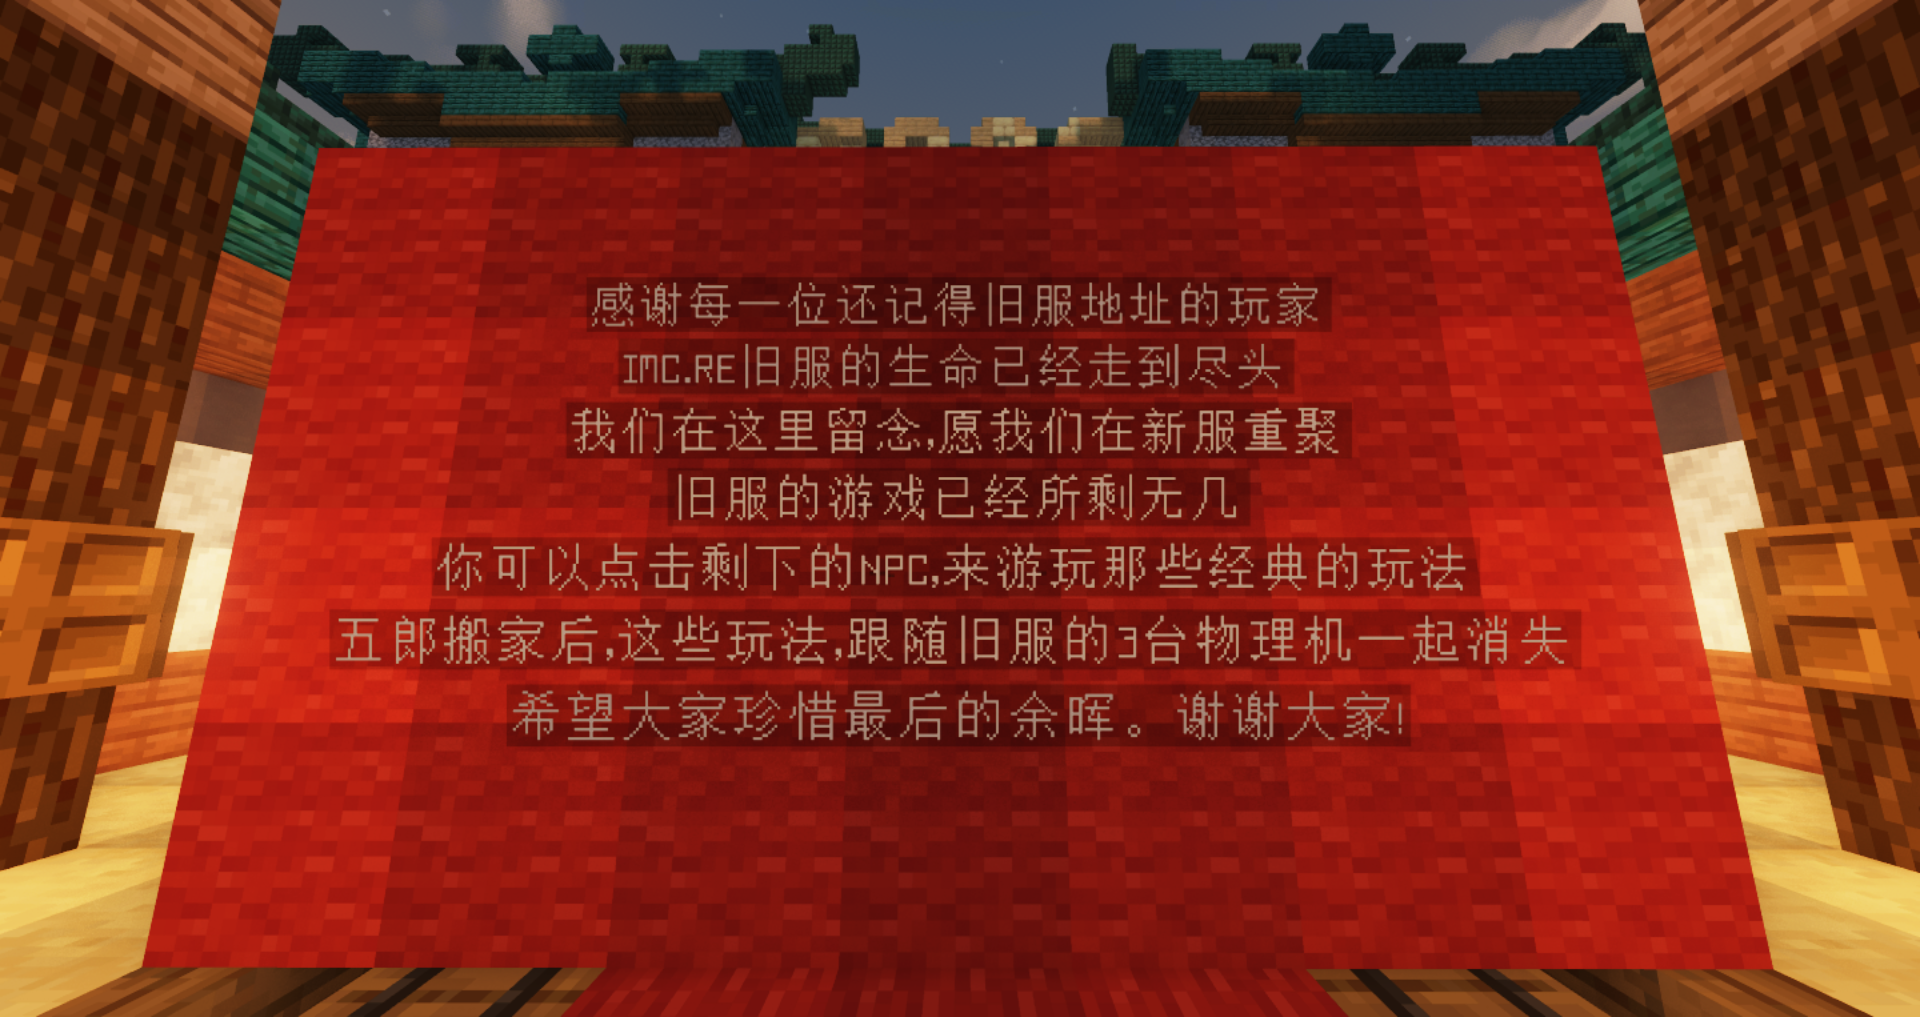 感谢每一位还记得旧服地址的玩家
IMC.RE旧服的生命已经走到尽头
我们在这里留念,愿我们在新服重聚
旧服的游戏已经所剩无几
你可以点击剩下的NPC,来游玩那些经典的玩法
五郎搬家后,这些玩法,跟随旧服的3台物理机一起消失
希望大家珍惜最后的余晖。谢谢大家!